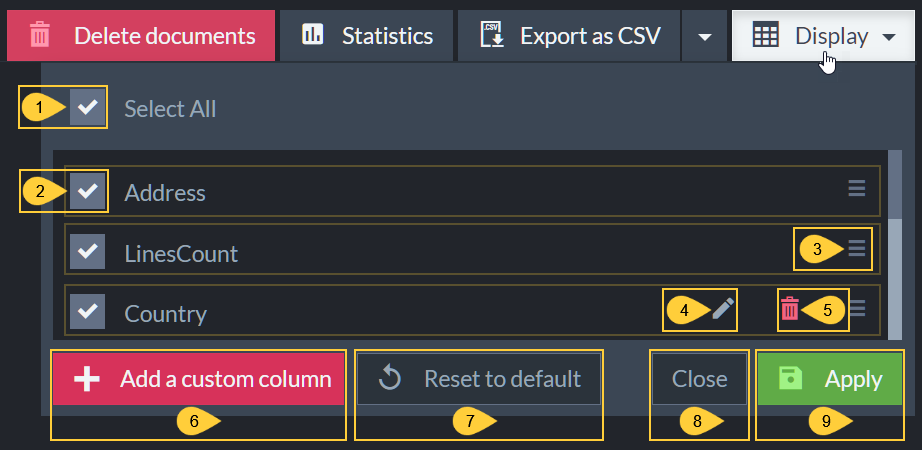 Delete documents Statistics CSV Export as CSV Display
1 Select All
2 Address
LinesCount 3
Country 4 5
Add a custom column Reset to default Close Apply
6 7 8 9